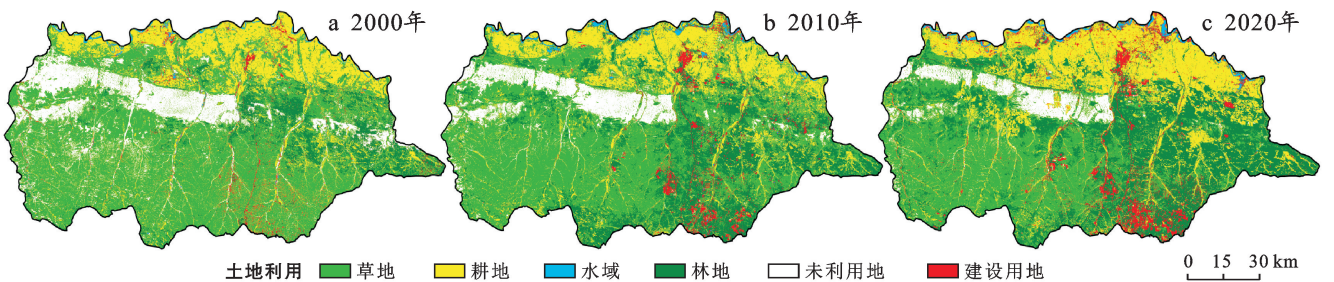 a 2000年
b 2010年
c 2020年
土地利用 草地 耕地 水域 林地 未利用地 建设用地
0 15 30 km